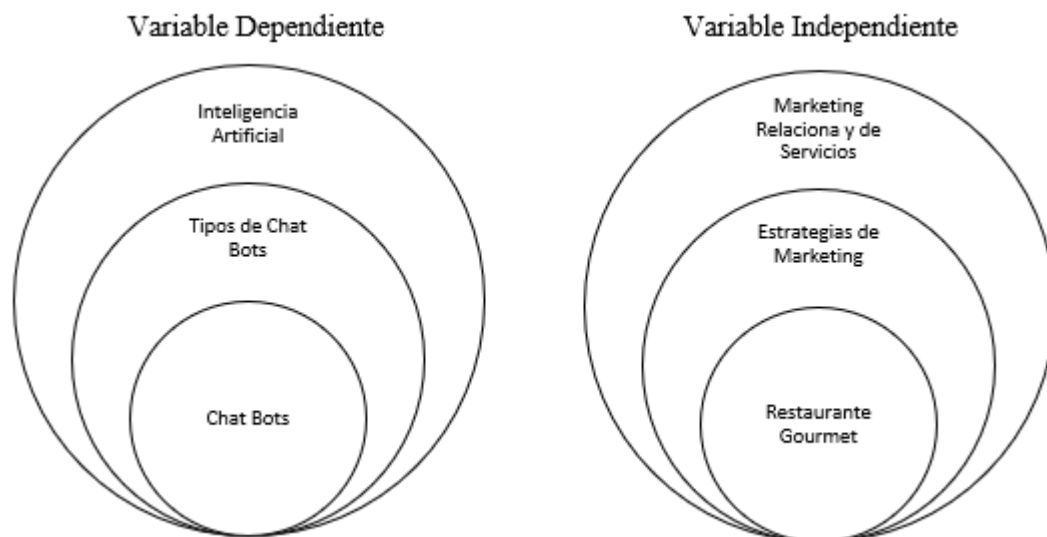 Variable Dependiente
Inteligencia
Artificial
Tipos de Chat
Bots
Chat Bots
Variable Independiente
Marketing
Relaciona y de
Servicios
Estrategias de
Marketing
Restaurante
Gourmet